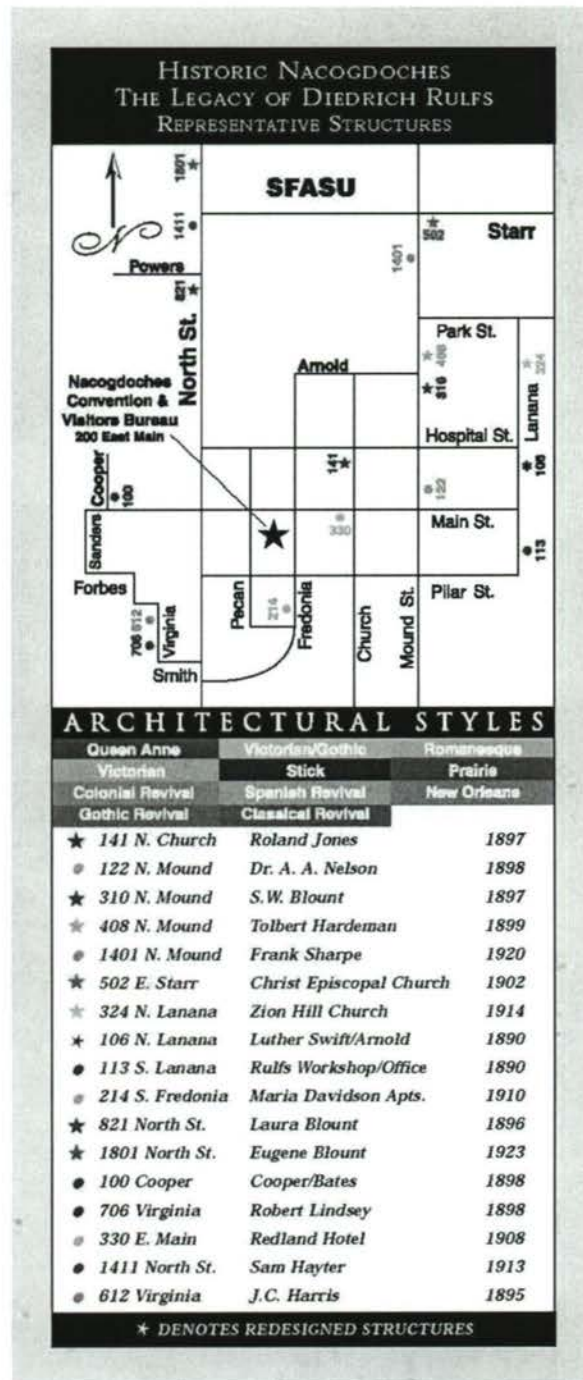 HISTORIC NACOGDOCHES
THE LEGACY OF DIEDRICH RULFS
REPRESENTATIVE STRUCTURES
1801
SFASU
N
1411
502
Starr
1401
Powers
821
North St.
Park St.
408
324
Arnold
310
Lanana
Nacogdoches
Convention &
Visitors Bureau
200 East Main
Hospital St.
141
106
Cooper
100
122
Main St.
330
Sanders
113
Forbes
Pilar St.
Pecan
214
Fredonia
Church
Mound St.
612
706
Virginia
Smith
ARCHITECTURAL STYLES
Queen Anne Victorian/Gothic Romanesque
Victorian Stick Prairie
Colonial Revival Spanish Revival New Orleans
Gothic Revival Classical Revival
★ 141 N. Church Roland Jones 1897
● 122 N. Mound Dr. A. A. Nelson 1898
★ 310 N. Mound S.W. Blount 1897
★ 408 N. Mound Tolbert Hardeman 1899
● 1401 N. Mound Frank Sharpe 1920
★ 502 E. Starr Christ Episcopal Church 1902
★ 324 N. Lanana Zion Hill Church 1914
★ 106 N. Lanana Luther Swift/Arnold 1890
● 113 S. Lanana Rulfs Workshop/Office 1890
● 214 S. Fredonia Maria Davidson Apts. 1910
★ 821 North St. Laura Blount 1896
★ 1801 North St. Eugene Blount 1923
● 100 Cooper Cooper/Bates 1898
● 706 Virginia Robert Lindsey 1898
● 330 E. Main Redland Hotel 1908
● 1411 North St. Sam Hayter 1913
● 612 Virginia J.C. Harris 1895
★ DENOTES REDESIGNED STRUCTURES